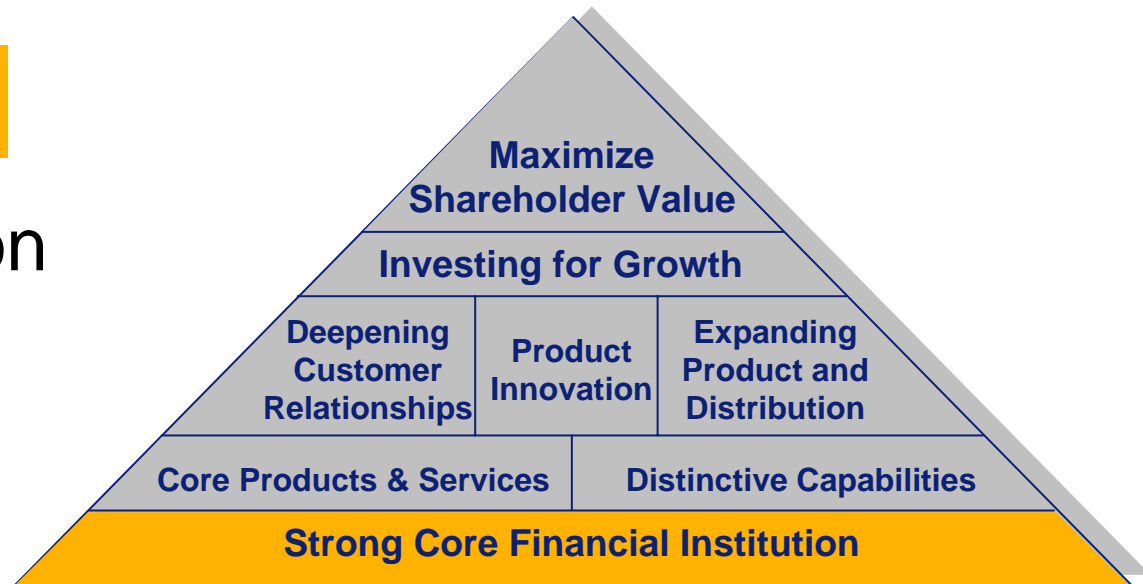 on
Maximize
Shareholder Value
Investing for Growth
Deepening
Customer
Relationships
Product
Innovation
Expanding
Product and
Distribution
Core Products & Services
Distinctive Capabilities
Strong Core Financial Institution